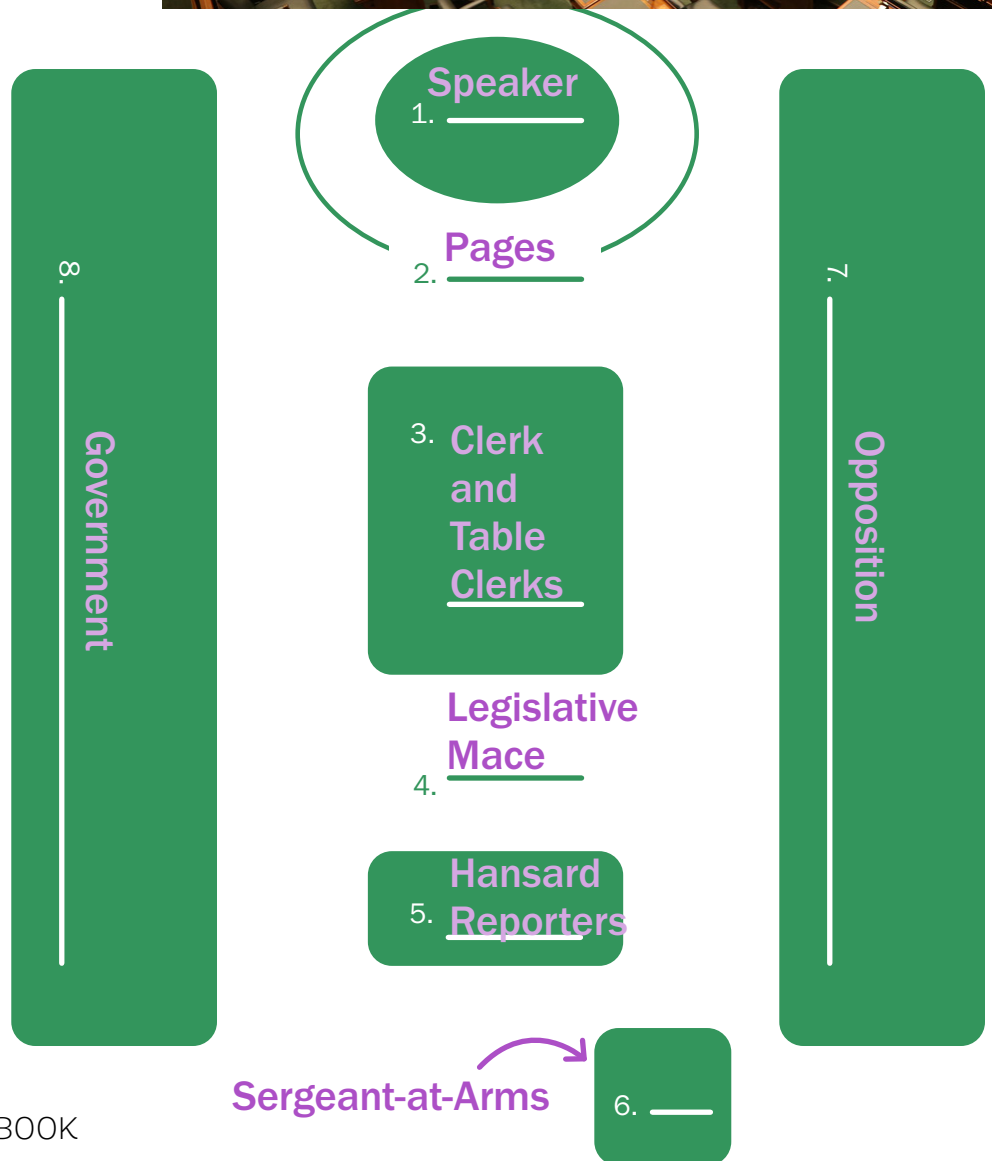 Speaker
1.
Pages
2.
8.
Government
7.
Opposition
3. Clerk
and
Table
Clerks
Legislative
Mace
4.
Hansard
5. Reporters
Sergeant-at-Arms
6.
BOOK